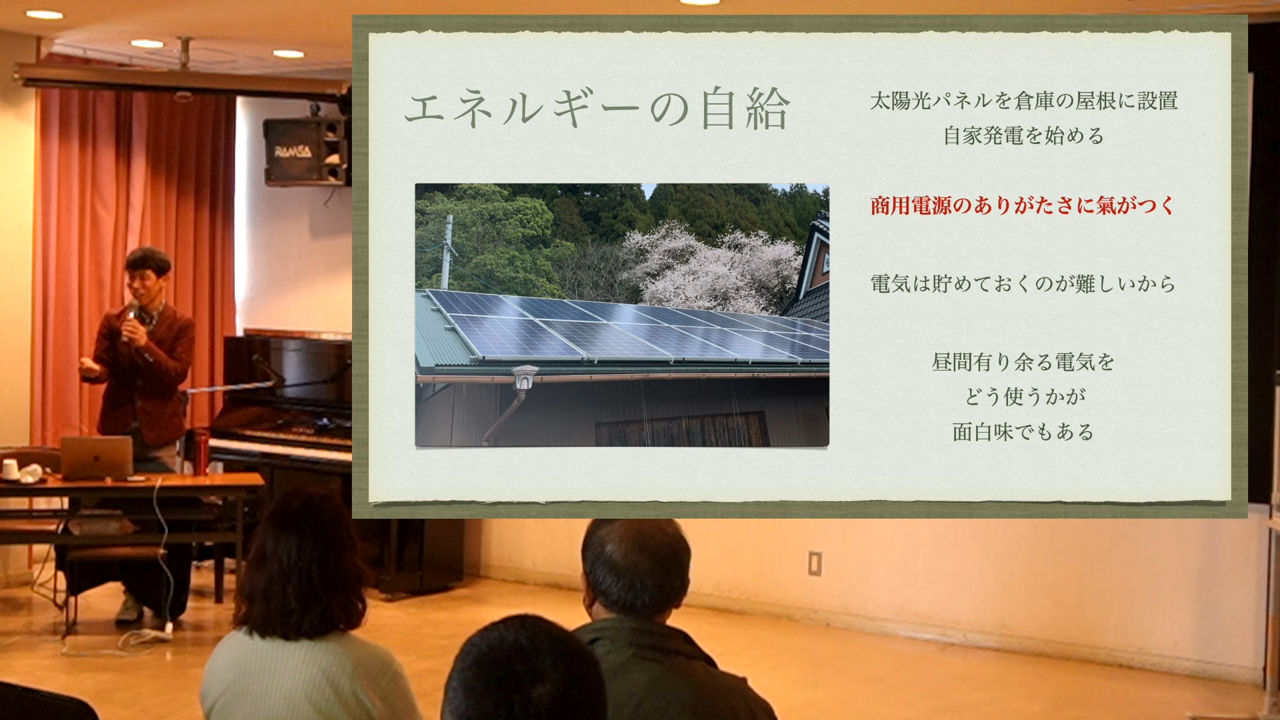 エネルギーの自給
太陽光パネルを倉庫の屋根に設置
自家発電を始める
商用電源のありがたさに氣がつく
電気は貯めておくのが難しいから
昼間有り余る電気を
どう使うかが
面白味でもある
RAMSA